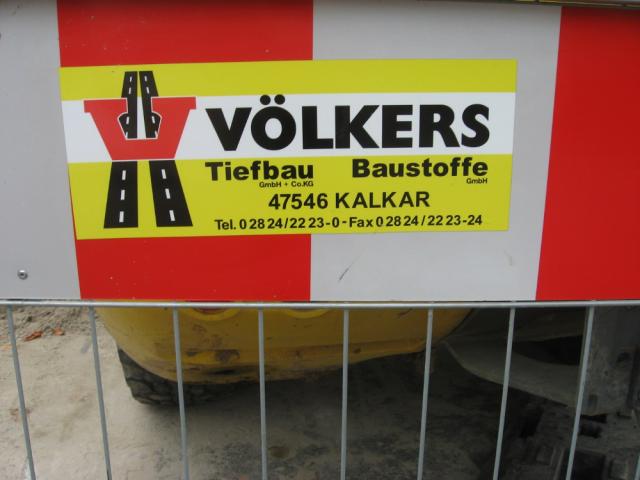 VÖLKERS
Tiefbau Baustoffe
GmbH + Co.KG GmbH
47546 KALKAR
Tel. 0 28 24/22 23-0-Fax 0 28 24/22 23-24